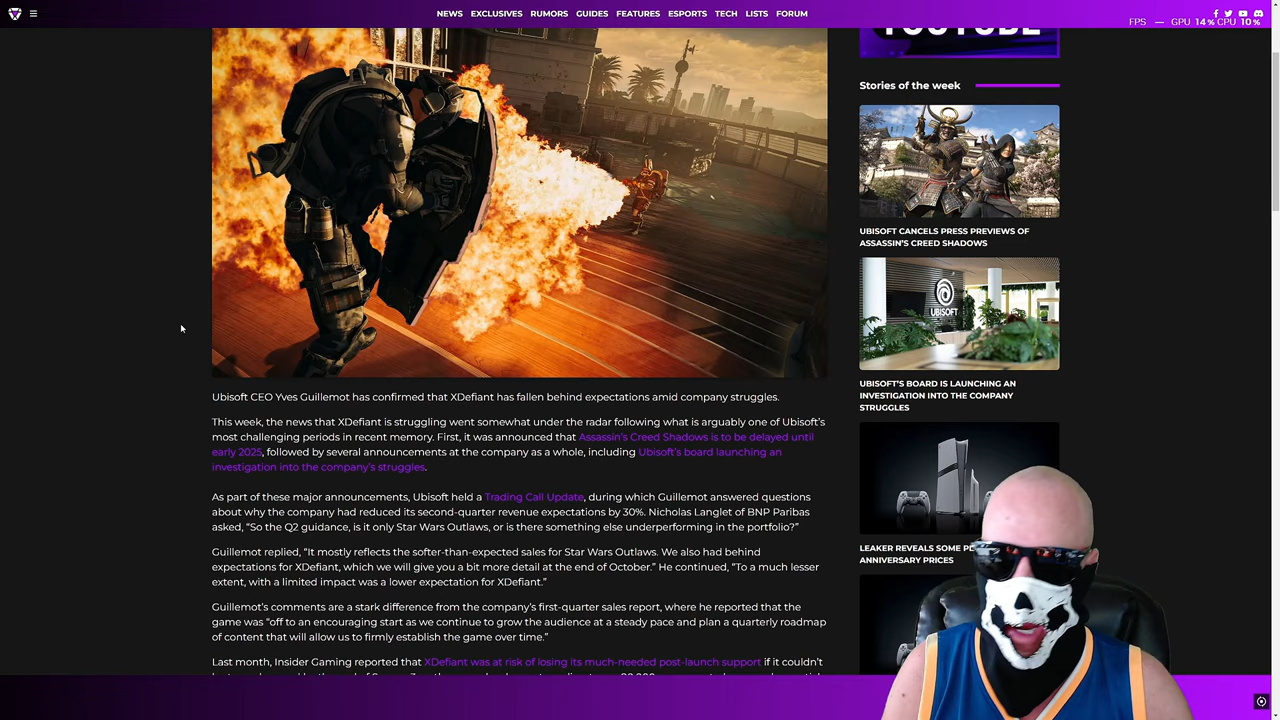 NEWS EXCLUSIVES RUMORS GUIDES FEATURES ESPORTS TECH LISTS FORUM
FPS — GPU 14 % CPU 10 %
YOUTUBE
Stories of the week
UBISOFT CANCELS PRESS PREVIEWS OF
ASSASSIN'S CREED SHADOWS
UBISOFT
UBISOFT'S BOARD IS LAUNCHING AN
INVESTIGATION INTO THE COMPANY
STRUGGLES
LEAKER REVEALS SOME
ANNIVERSARY PRICES
Ubisoft CEO Yves Guillemot has confirmed that XDefiant has fallen behind expectations amid company struggles.
This week, the news that XDefiant is struggling went somewhat under the radar following what is arguably one of Ubisoft's
most challenging periods in recent memory. First, it was announced that Assassin's Creed Shadows is to be delayed until
early 2025, followed by several announcements at the company as a whole, including Ubisoft's board launching an
investigation into the company's struggles.
As part of these major announcements, Ubisoft held a Trading Call Update, during which Guillemot answered questions
about why the company had reduced its second-quarter revenue expectations by 30%. Nicholas Langlet of BNP Paribas
asked, "So the Q2 guidance, is it only Star Wars Outlaws, or is there something else underperforming in the portfolio?"
Guillemot replied, "It mostly reflects the softer-than-expected sales for Star Wars Outlaws. We also had behind
expectations for XDefiant, which we will give you a bit more detail at the end of October." He continued, "To a much lesser
extent, with a limited impact was a lower expectation for XDefiant."
Guillemot's comments are a stark difference from the company's first-quarter sales report, where he reported that the
game was "off to an encouraging start as we continue to grow the audience at a steady pace and plan a quarterly roadmap
of content that will allow us to firmly establish the game over time."
Last month, Insider Gaming reported that XDefiant was at risk of losing its much-needed post-launch support if it couldn't